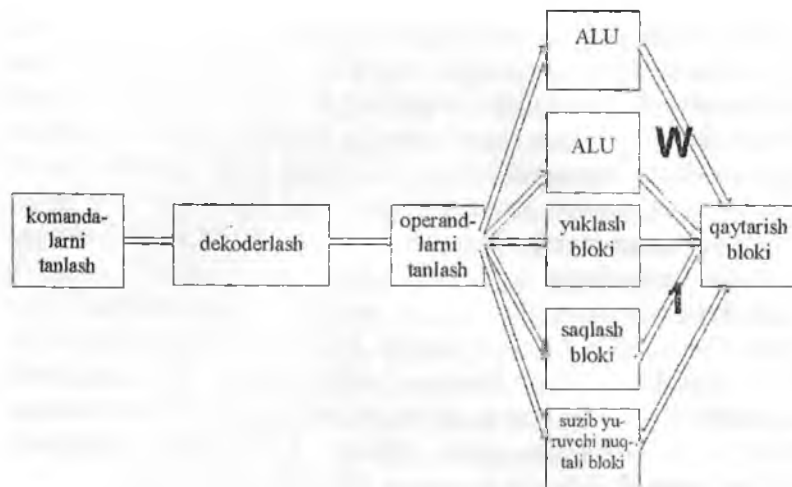 ALU
ALU
W
komanda-
larni
tanlash
dekoderlash
operand-
larni
tanlash
yuklash
bloki
qaytarish
bloki
1
saqlash
bloki
suzib yu-
ruvchi nuq-
tali bloki